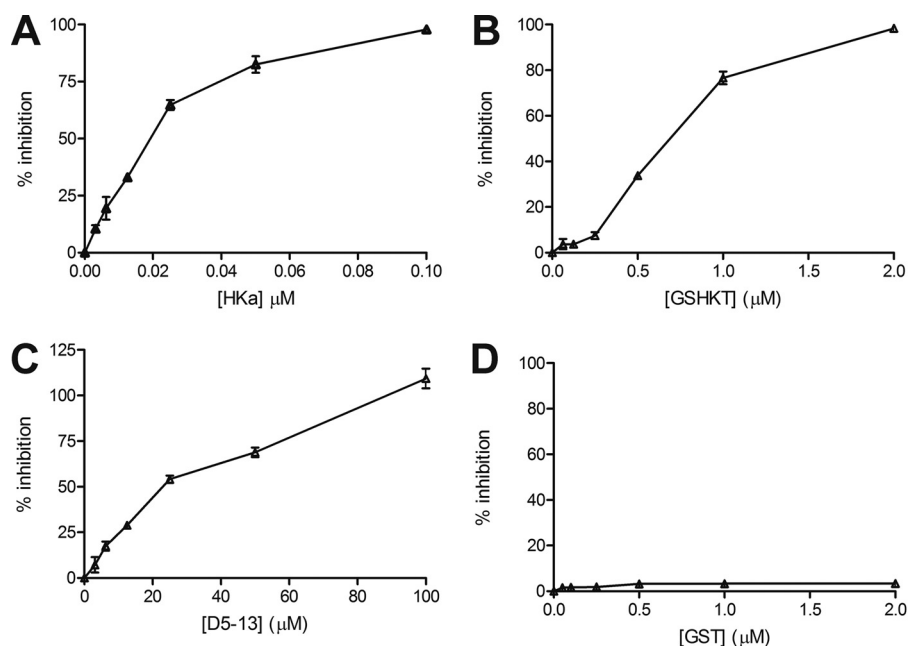 A
100
75
50
25
0
% inhibition
0.00 0.02 0.04 0.06 0.08 0.10
[HKa] μM
B
100
80
60
40
20
0
% inhibition
0.0 0.5 1.0 1.5 2.0
[GSHKT] (μM)
C
125
100
75
50
25
0
% inhibition
0 20 40 60 80 100
[D5-13] (μM)
D
100
80
60
40
20
0
% inhibition
0.0 0.5 1.0 1.5 2.0
[GST] (μM)